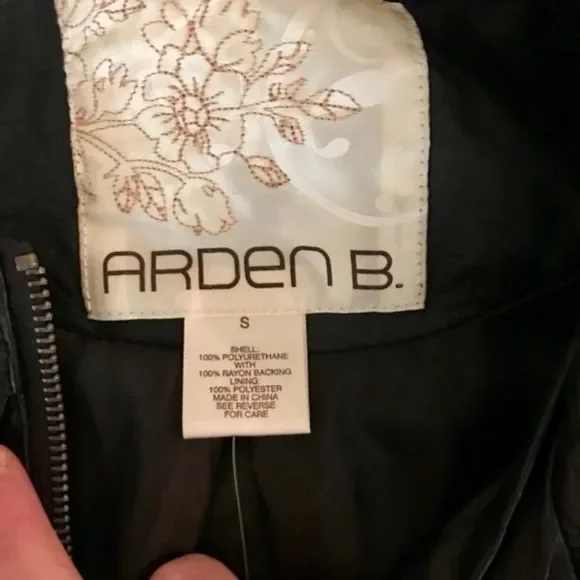 ARDEN B.
S
SHELL:
100% POLYURETHANE
WITH
100% RAYON BACKING
LINING:
100% POLYESTER
MADE IN CHINA
SEE REVERSE
FOR CARE